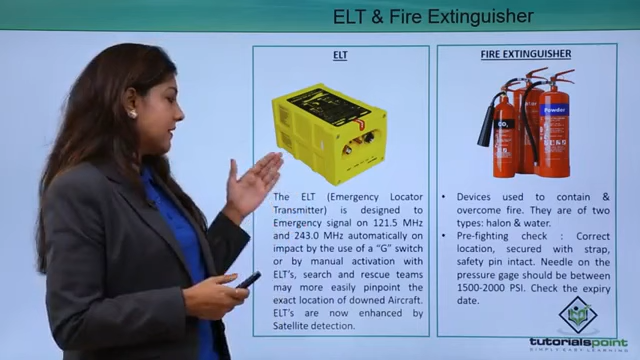 ELT & Fire Extinguisher
ELT
The ELT (Emergency Locator
Transmitter) is designed to
Emergency signal on 121.5 MHz
and 243.0 MHz automatically on
impact by the use of a "G" switch
or by manual activation with
ELT's, search and rescue teams
may more easily pinpoint the
exact location of downed Aircraft.
ELT's are now enhanced by
Satellite detection.
FIRE EXTINGUISHER
CO2
Powder
• Devices used to contain &
overcome fire. They are of two
types: halon & water.
• Pre-fighting check : Correct
location, secured with strap,
safety pin intact. Needle on the
pressure gauge should be between
1500-2000 PSI. Check the expiry
date.
tutorialspoint
SIMPLY EASY LEARNING